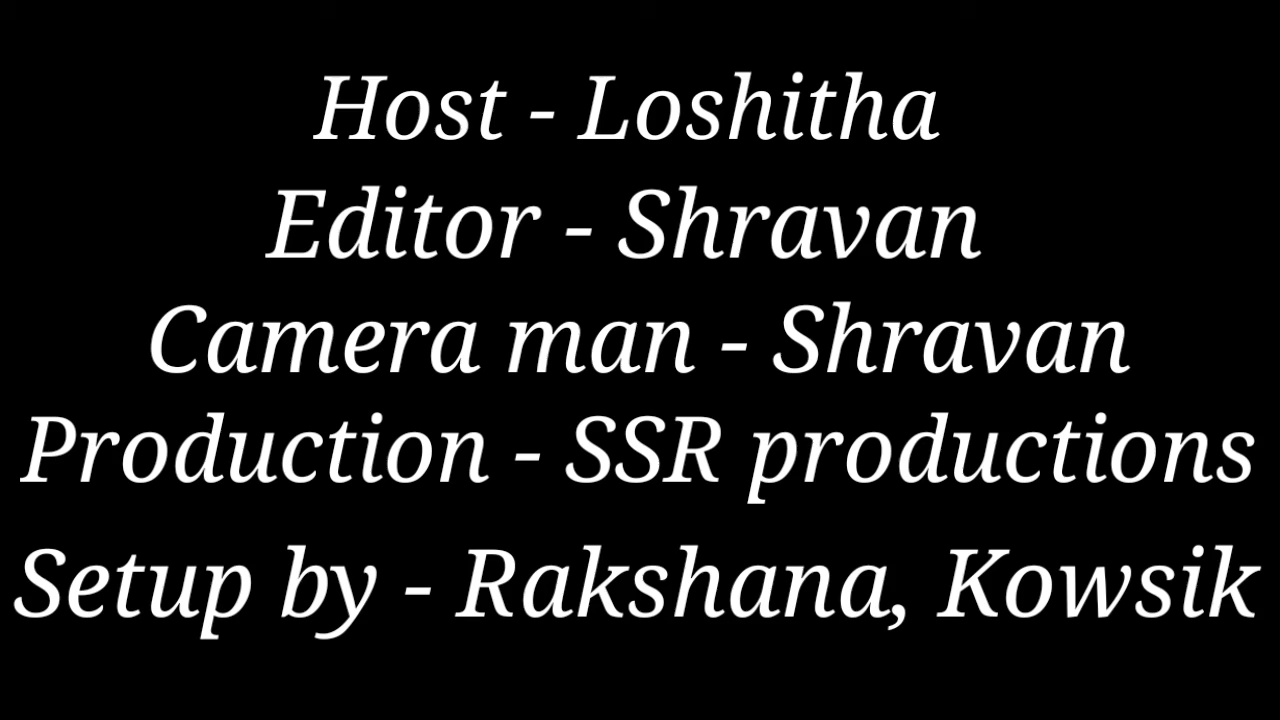 Host - Loshitha
Editor - Shravan
Camera man - Shravan
Production - SSR productions
Setup by - Rakshana, Kowsik